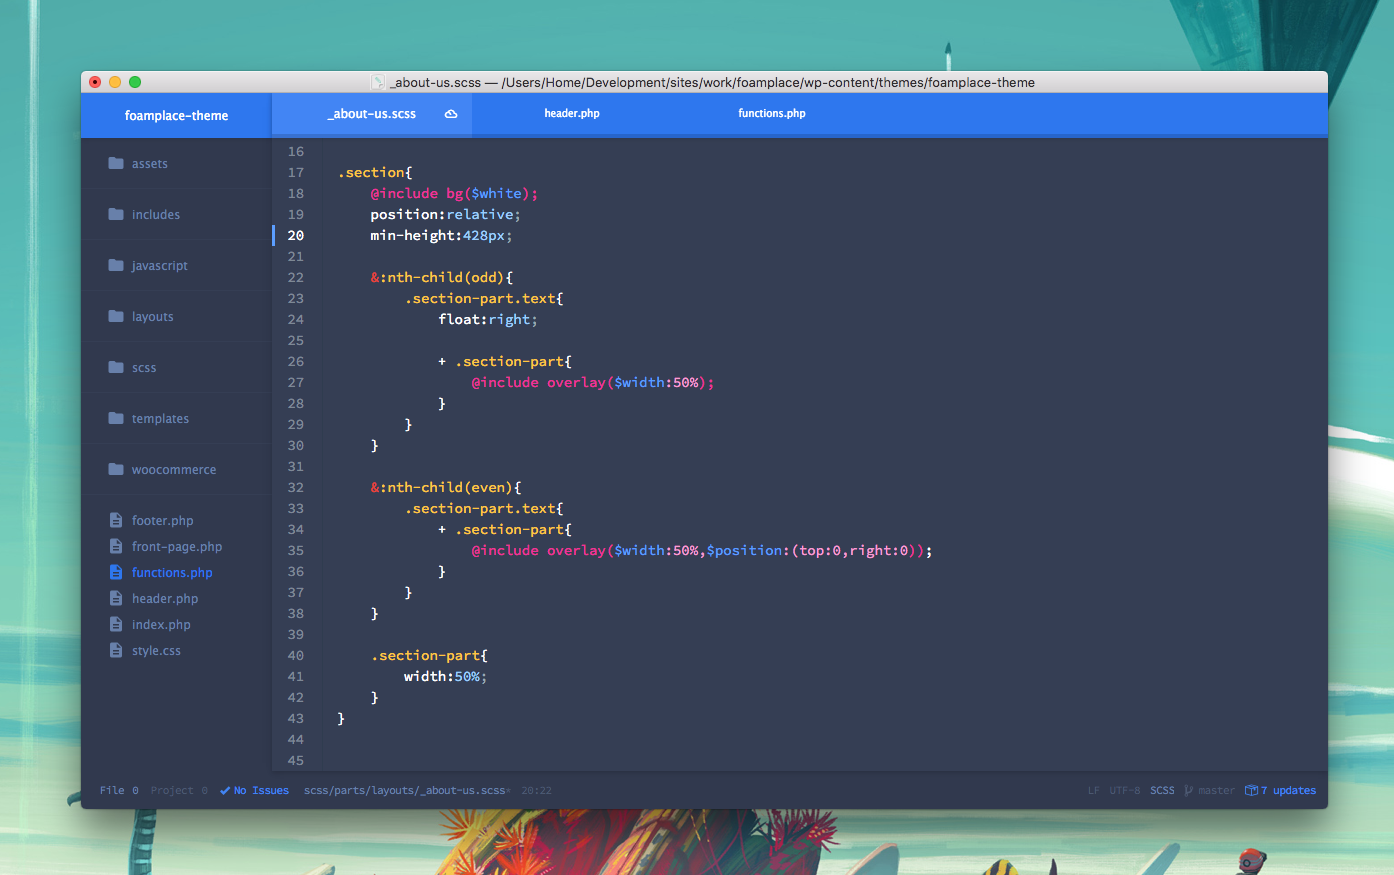 _about-us.scss — /Users/Home/Development/sites/work/foamplace/wp-content/themes/foamplace-theme
foamplace-theme
_about-us.scss header.php functions.php
assets
includes
javascript
layouts
scss
templates
woocommerce
footer.php
front-page.php
functions.php
header.php
index.php
style.css
16
17 .section{
18 @include bg($white);
19 position:relative;
20 min-height:428px;
21
22 &:nth-child(odd){
23 .section-part.text{
24 float:right;
25
26 + .section-part{
27 @include overlay($width:50%);
28 }
29 }
30 }
31
32 &:nth-child(even){
33 .section-part.text{
34 + .section-part{
35 @include overlay($width:50%,$position:(top:0,right:0));
36 }
37 }
38 }
39
40 .section-part{
41 width:50%;
42 }
43 }
44
45
File 0 Project 0 No Issues scss/parts/layouts/_about-us.scss 20:22 LF UTF-8 SCSS master 7 updates